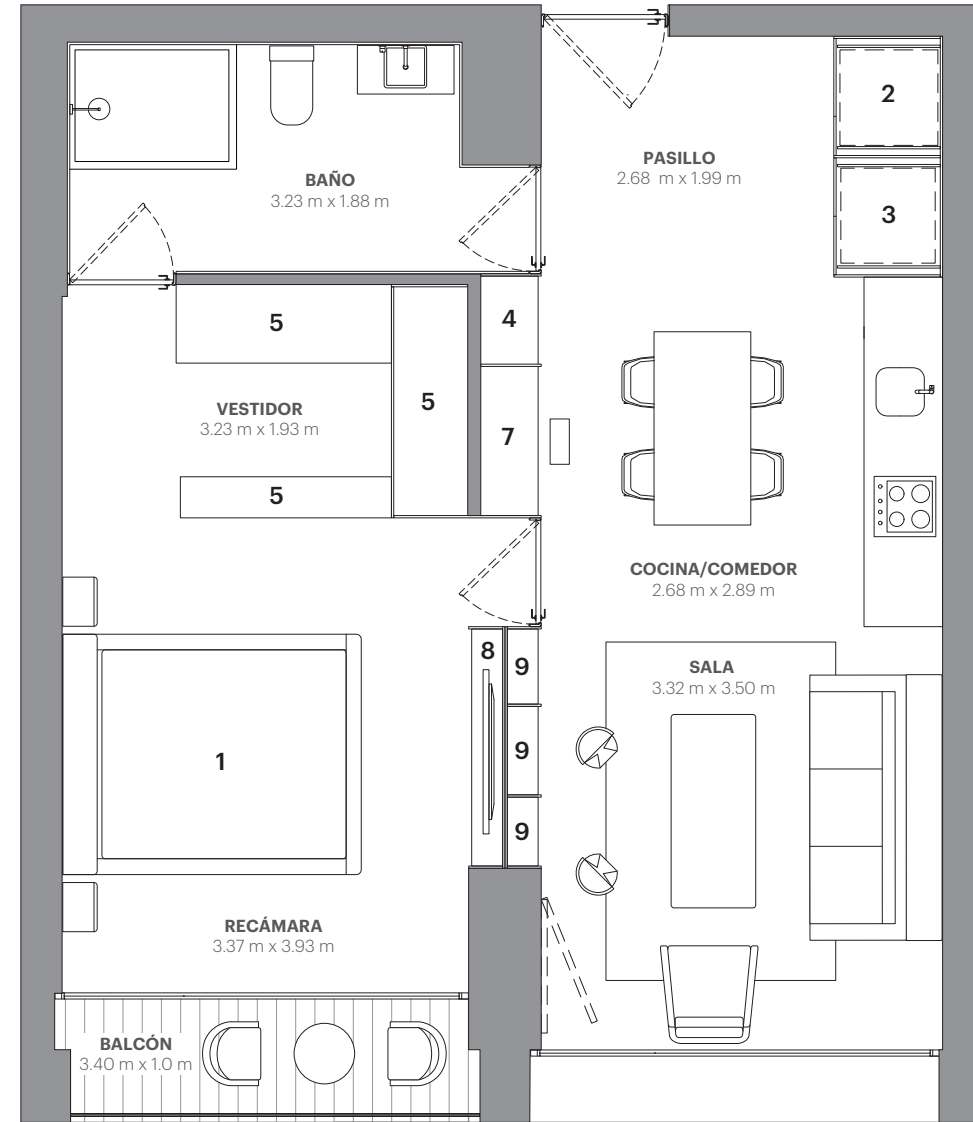 2
PASILLO
2.68 m x 1.99 m
BAÑO
3.23 m x 1.88 m
3
5
4
5
VESTIDOR
3.23 m x 1.93 m
7
5
COCINA/COMEDOR
2.68 m x 2.89 m
8
9
SALA
3.32 m x 3.50 m
9
1
9
RECÁMARA
3.37 m x 3.93 m
BALCÓN
3.40 m x 1.0 m